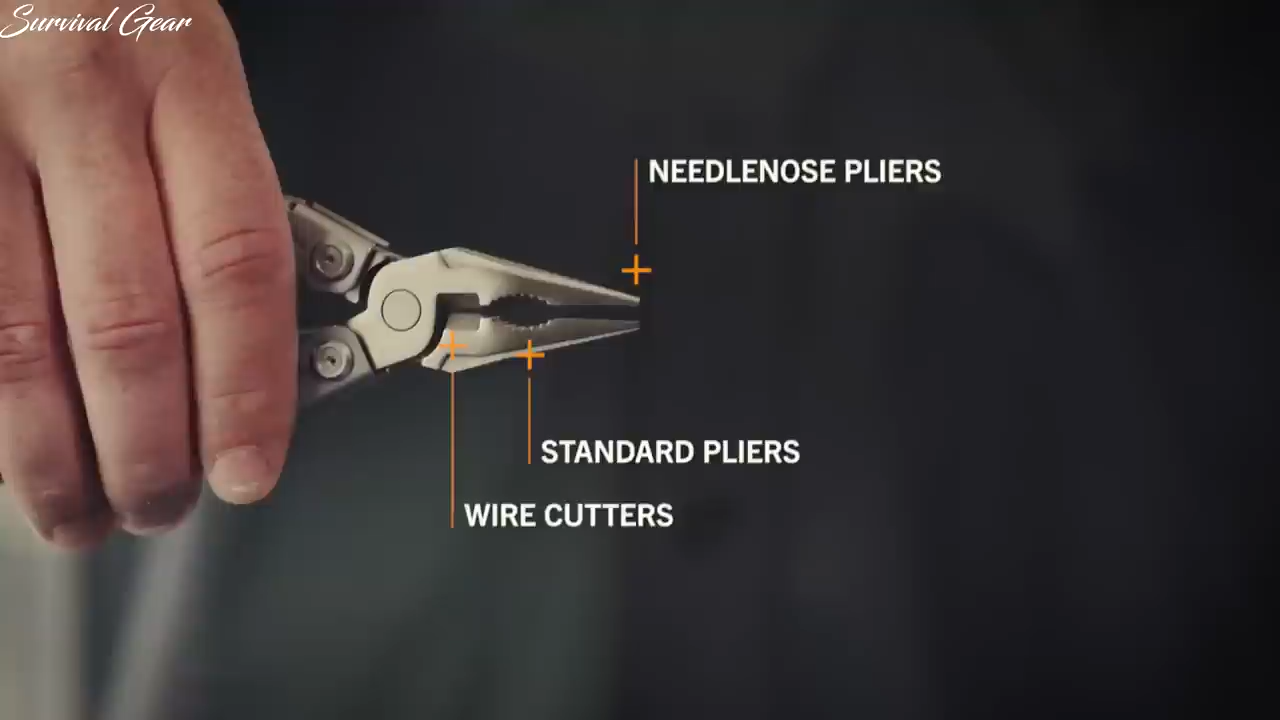 Survival Gear
NEEDLENOSE PLIERS
STANDARD PLIERS
WIRE CUTTERS